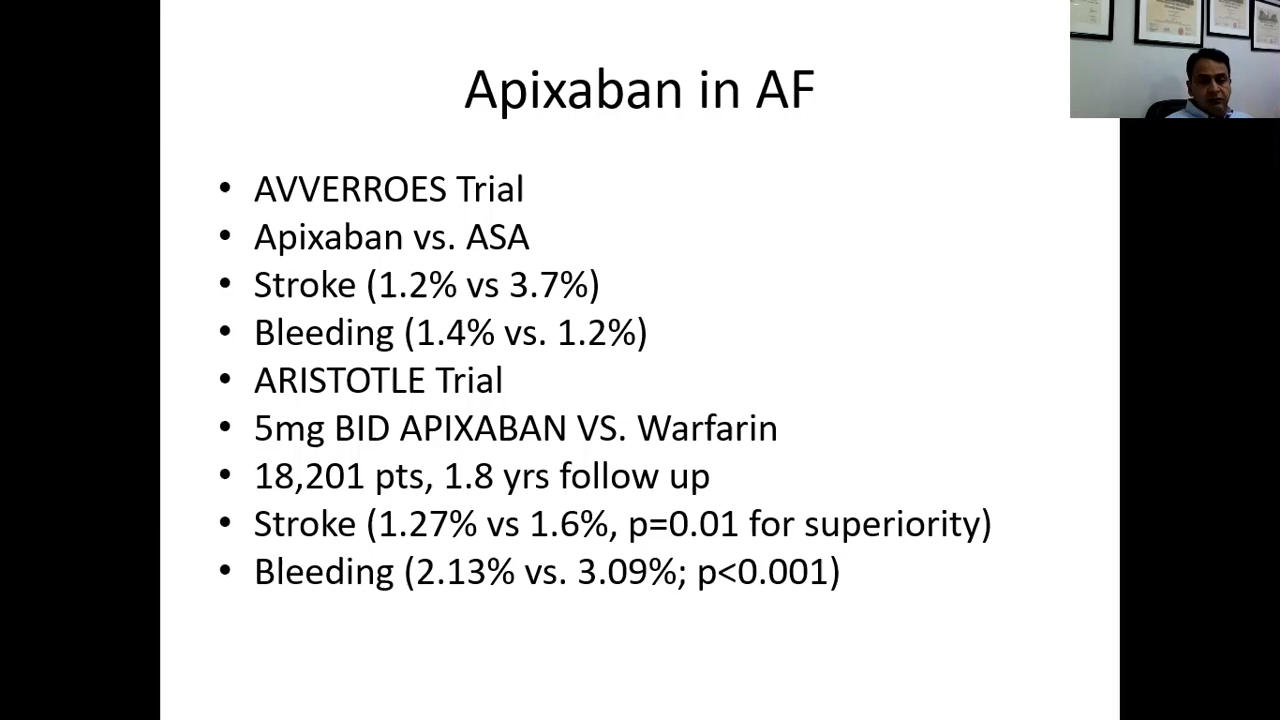 Apixaban in AF
• AVVERROES Trial
• Apixaban vs. ASA
• Stroke (1.2% vs 3.7%)
• Bleeding (1.4% vs. 1.2%)
• ARISTOTLE Trial
• 5mg BID APIXABAN VS. Warfarin
• 18,201 pts, 1.8 yrs follow up
• Stroke (1.27% vs 1.6%, p=0.01 for superiority)
• Bleeding (2.13% vs. 3.09%; p<0.001)